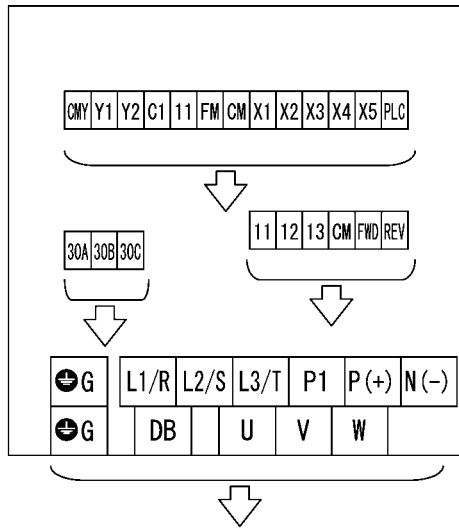 CMY Y1 Y2 C1 11 FM CM X1 X2 X3 X4 X5 PLC
11 12 13 CM FWD REV
30A 30B 30C
G L1/R L2/S L3/T P1 P(+) N(-)
G DB U V W